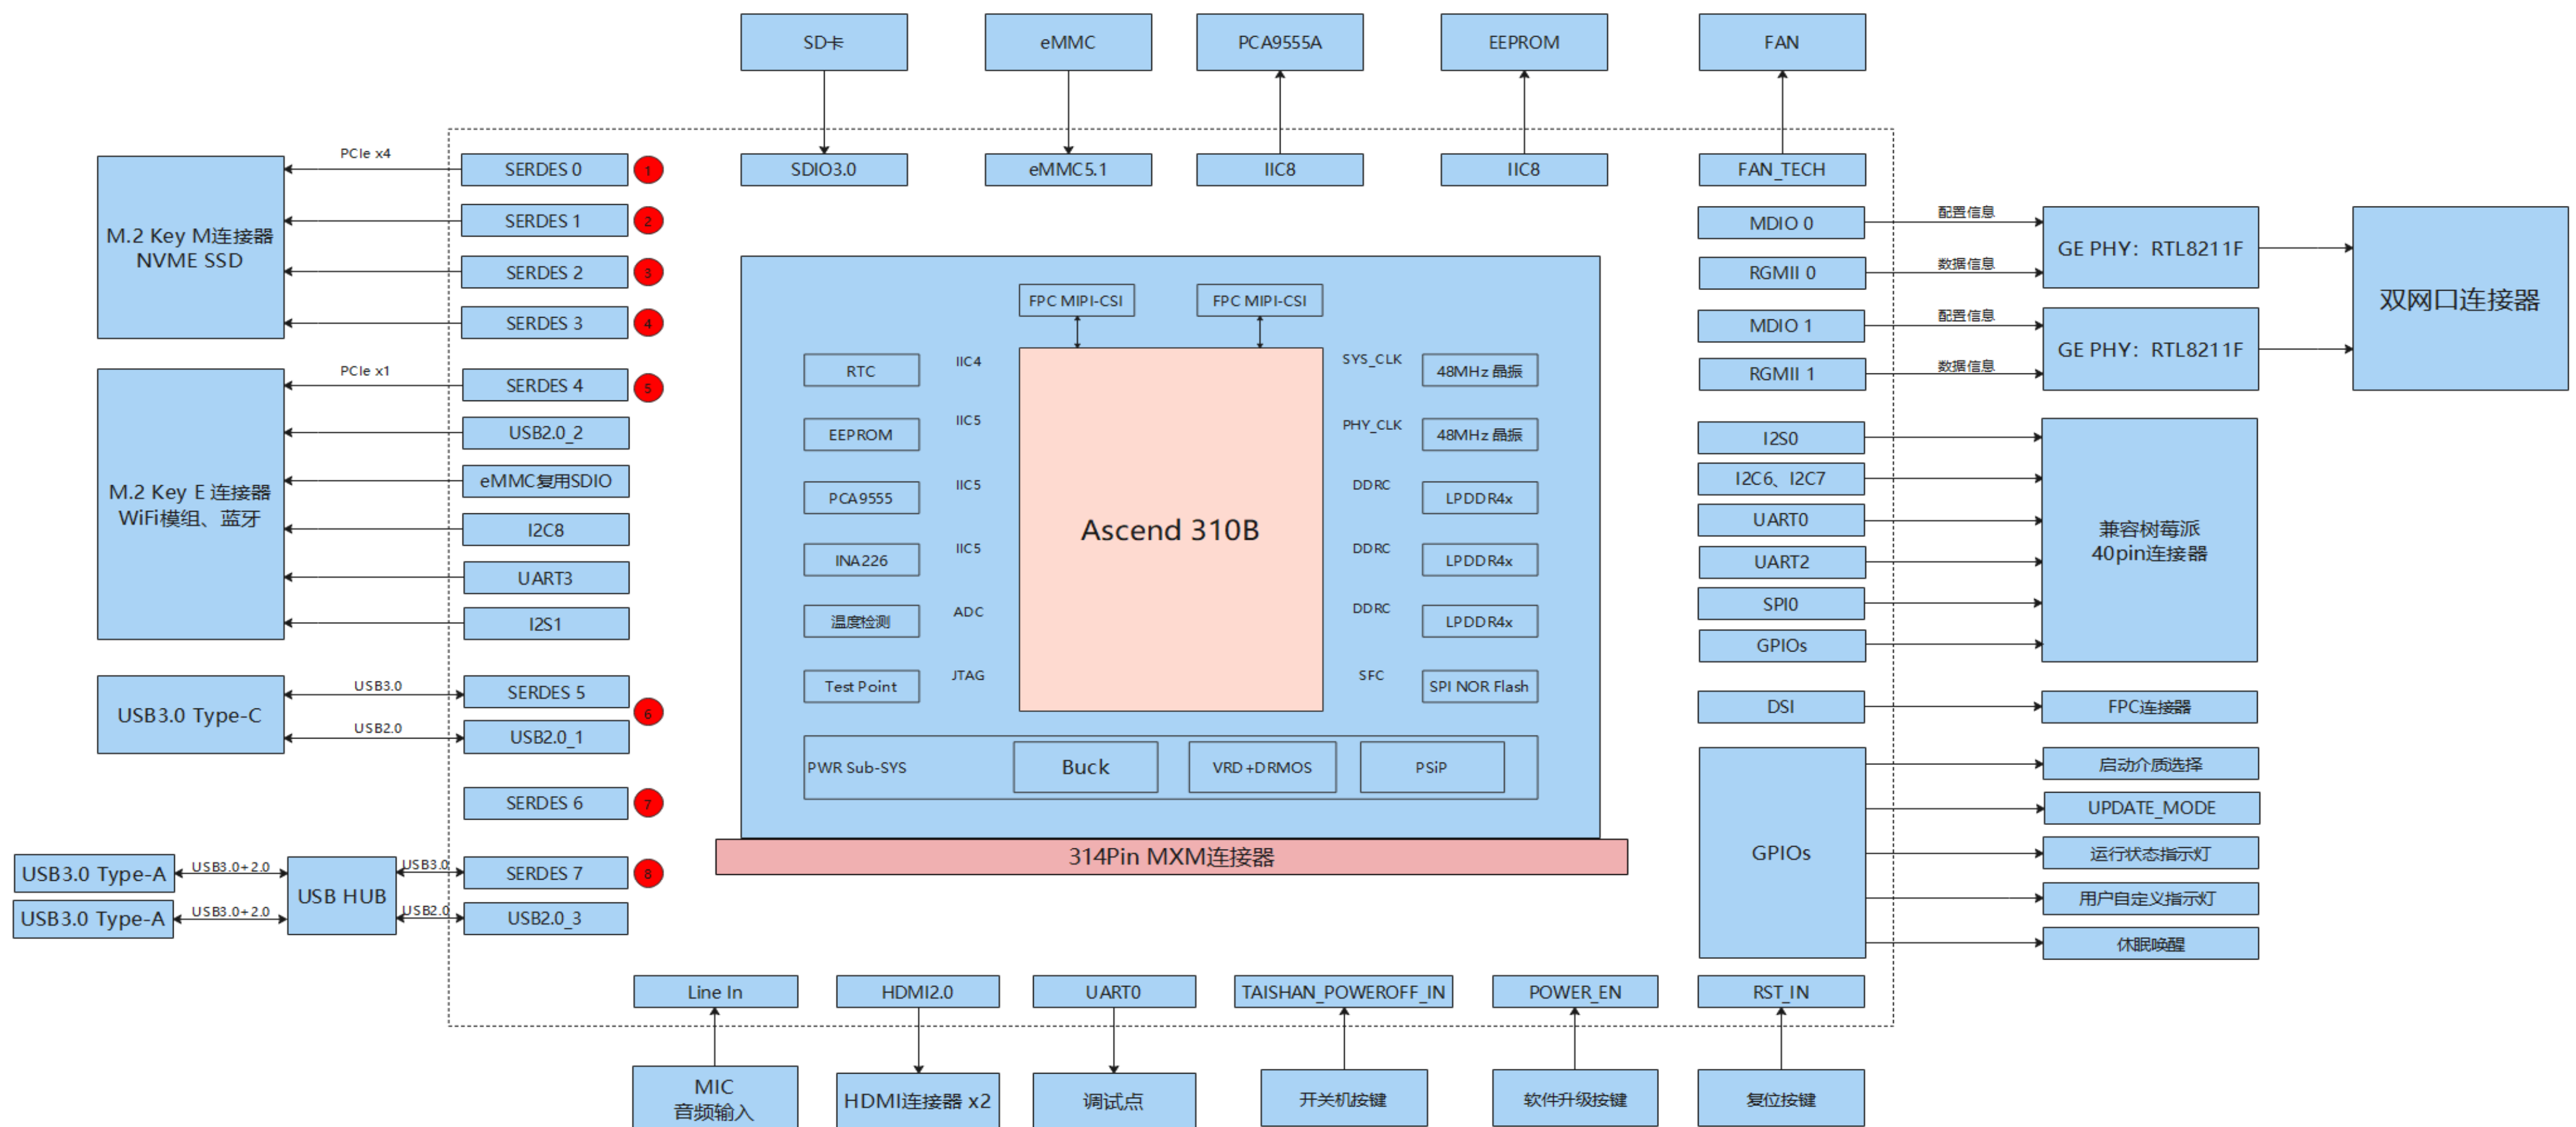 SD卡
eMMC
PCA9555A
EEPROM
FAN
SDIO3.0
eMMC5.1
IIC8
IIC8
FAN_TECH
M.2 Key M连接器
NVME SSD
PCIe x4
SERDES 0
1
SERDES 1
2
SERDES 2
3
SERDES 3
4
M.2 Key E 连接器
WiFi模组、蓝牙
PCIe x1
SERDES 4
5
USB2.0_2
eMMC复用SDIO
I2C8
UART3
I2S1
USB3.0 Type-C
USB3.0
SERDES 5
6
USB2.0
USB2.0_1
SERDES 6
7
USB3.0 Type-A
USB3.0+2.0
USB HUB
USB3.0
SERDES 7
8
USB3.0 Type-A
USB3.0+2.0
USB2.0
USB2.0_3
FPC MIPI-CSI
FPC MIPI-CSI
RTC
IIC4
EEPROM
IIC5
PCA9555
IIC5
INA226
IIC5
温度检测
ADC
Test Point
JTAG
Ascend 310B
SYS_CLK
48MHz 晶振
PHY_CLK
48MHz 晶振
DDRC
LPDDR4x
DDRC
LPDDR4x
DDRC
LPDDR4x
SFC
SPI NOR Flash
PWR Sub-SYS
Buck
VRD+DRMOS
PSiP
314Pin MXM连接器
MDIO 0
配置信息
RGMII 0
数据信息
GE PHY：RTL8211F
MDIO 1
配置信息
RGMII 1
数据信息
GE PHY：RTL8211F
双网口连接器
I2S0
I2C6、I2C7
UART0
UART2
SPI0
GPIOs
兼容树莓派
40pin连接器
DSI
FPC连接器
GPIOs
启动介质选择
UPDATE_MODE
运行状态指示灯
用户自定义指示灯
休眠唤醒
Line In
HDMI2.0
UART0
TAISHAN_POWEROFF_IN
POWER_EN
RST_IN
MIC
音频输入
HDMI连接器 x2
调试点
开关机按键
软件升级按键
复位按键